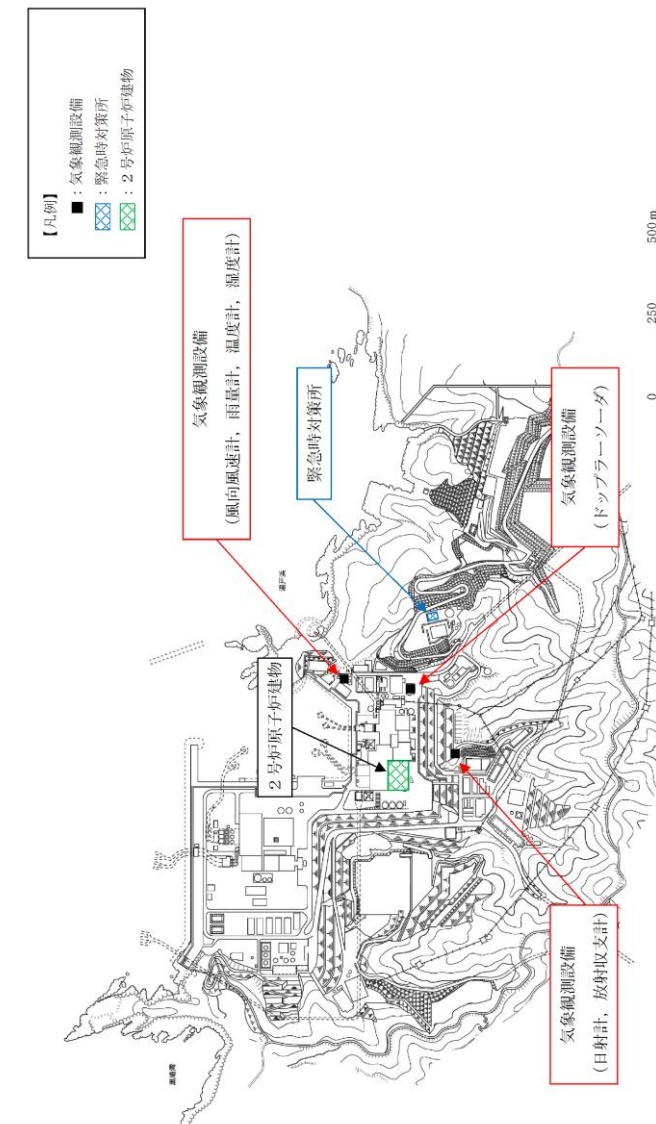 【凡例】
■：気象観測設備
：緊急時対策所
：２号炉原子炉建物
気象観測設備
（風向風速計，雨量計，温度計，湿度計）
緊急時対策所
気象観測設備
（ドップラーソーダ）
２号炉原子炉建物
気象観測設備
（日射計，放射収支計）
0 250 500m